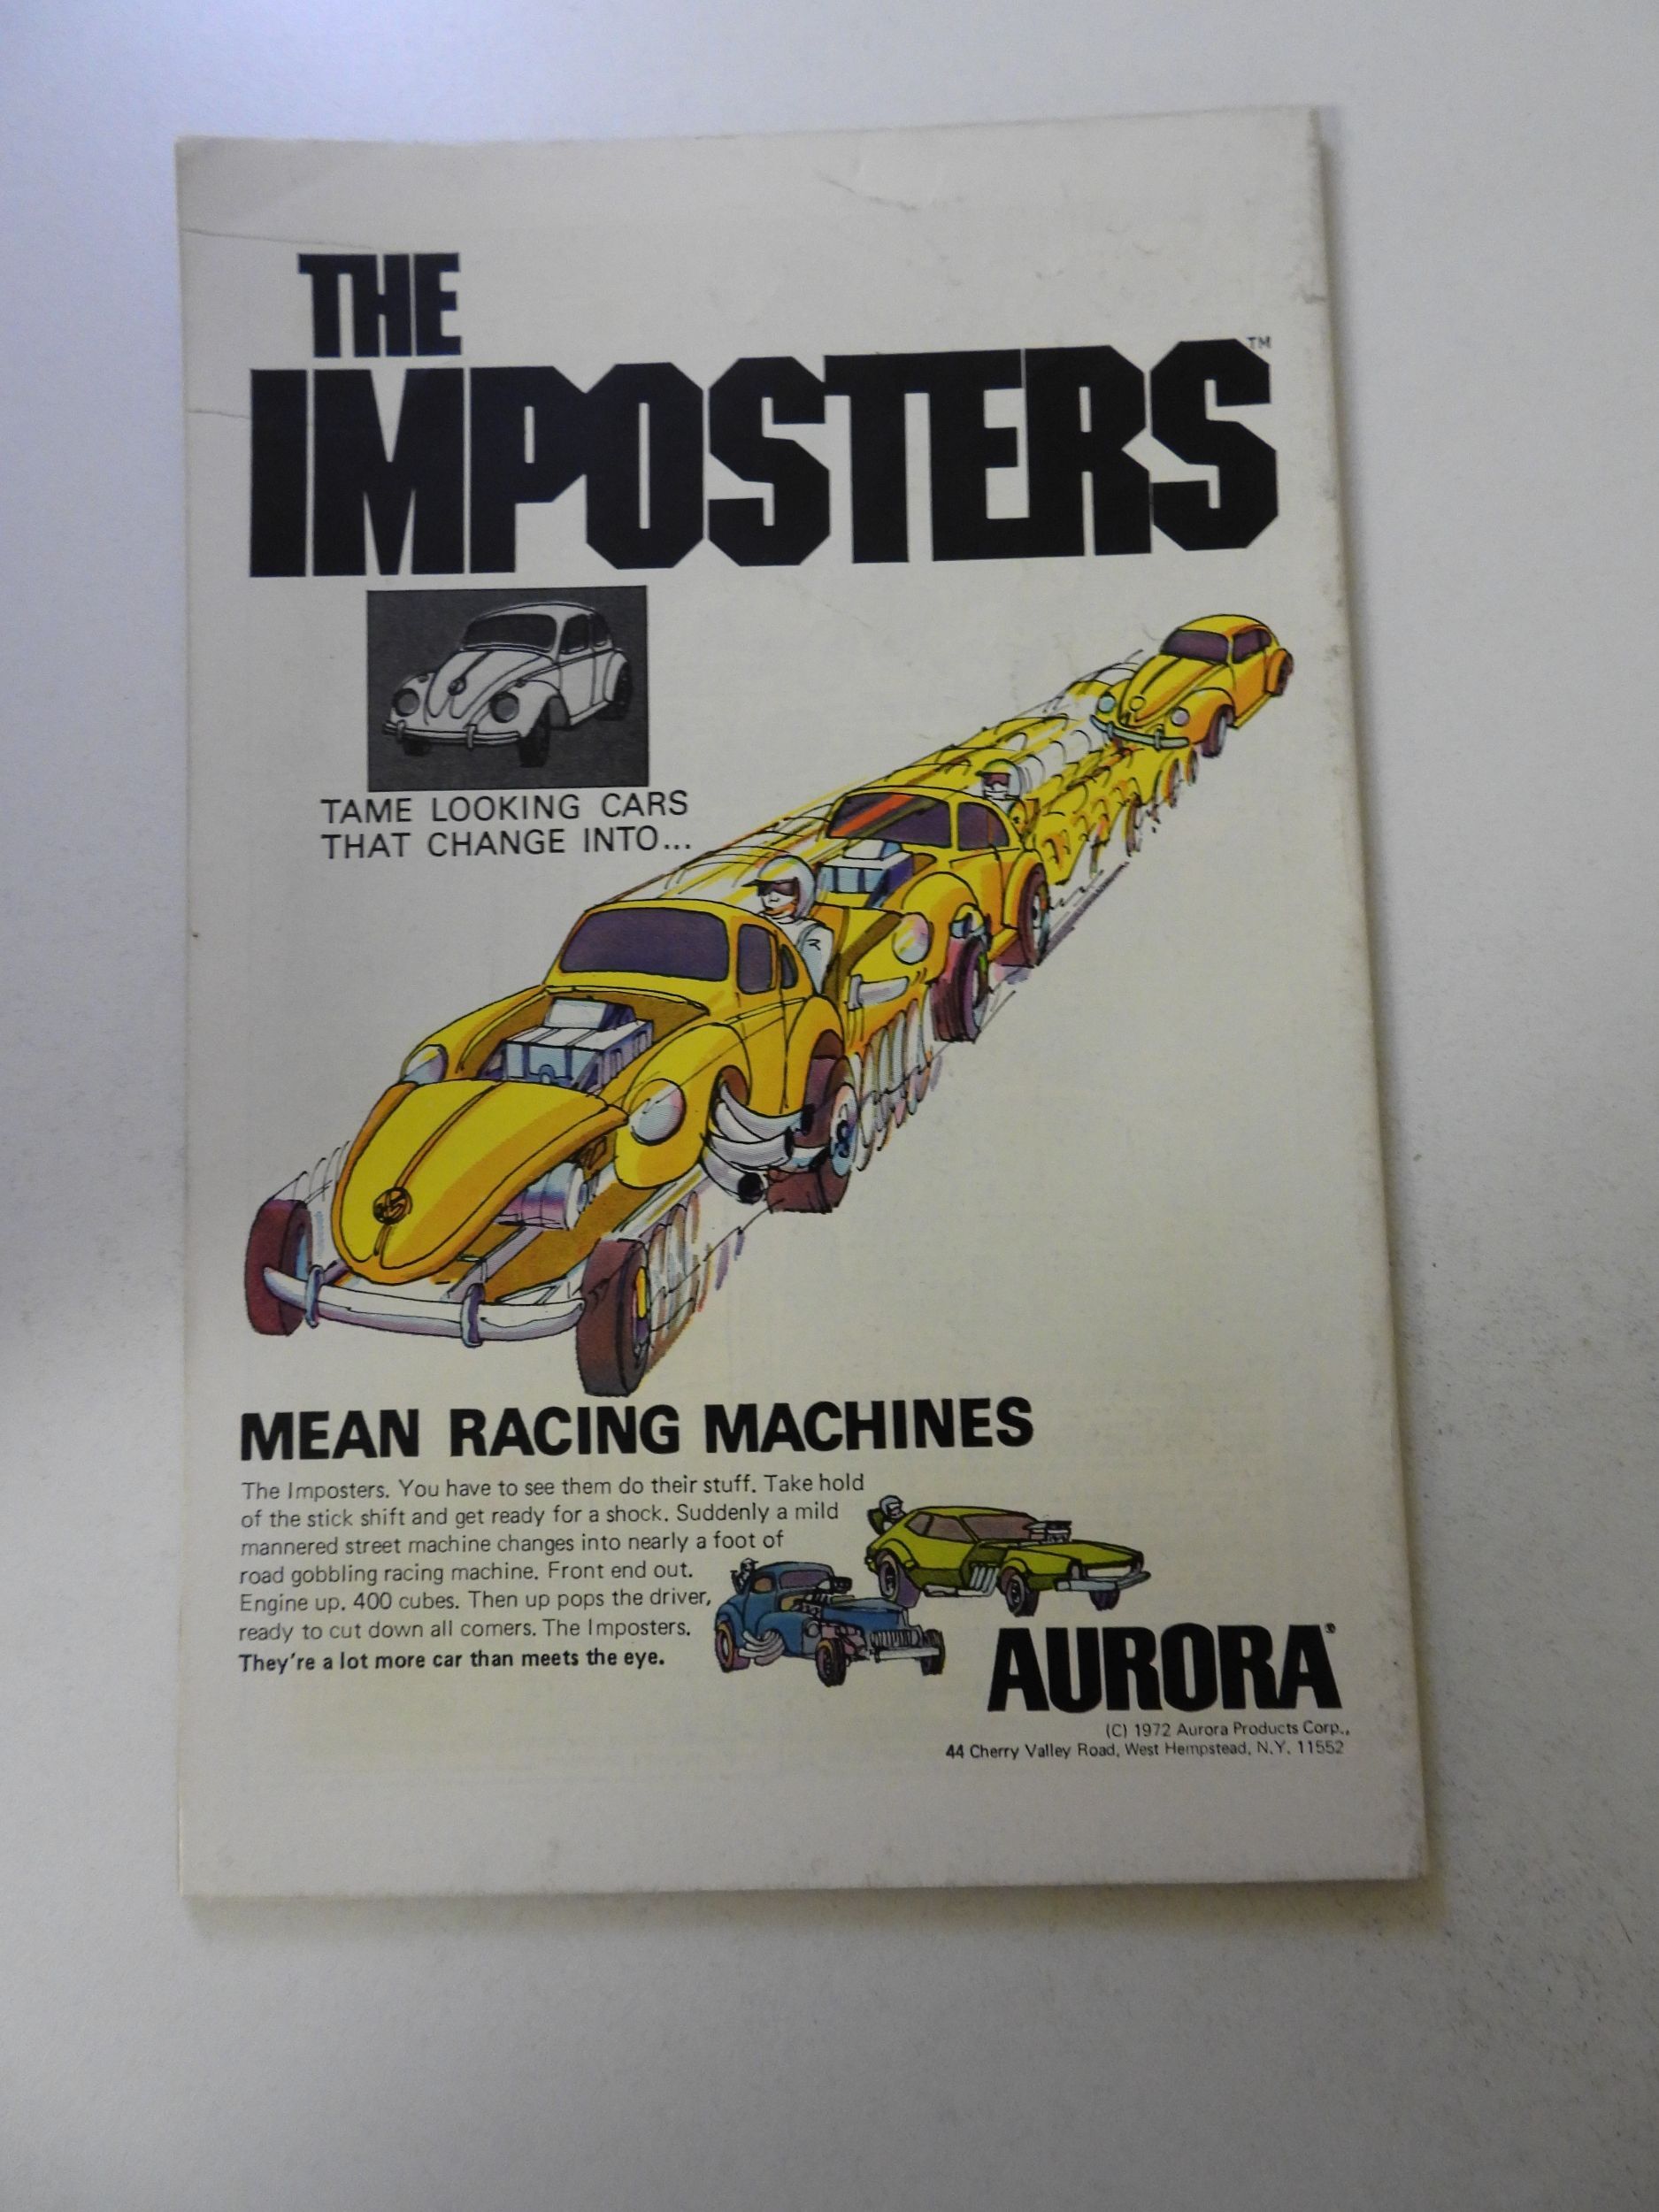 THE
IMPOSTERS™
TAME LOOKING CARS
THAT CHANGE INTO...
MEAN RACING MACHINES
The Imposters. You have to see them do their stuff. Take hold
of the stick shift and get ready for a shock. Suddenly a mild
mannered street machine changes into nearly a foot of
road gobbling racing machine. Front end out.
Engine up. 400 cubes. Then up pops the driver,
ready to cut down all comers. The Imposters.
They're a lot more car than meets the eye.
AURORA®
(C) 1972 Aurora Products Corp.,
44 Cherry Valley Road, West Hempstead, N.Y. 11552